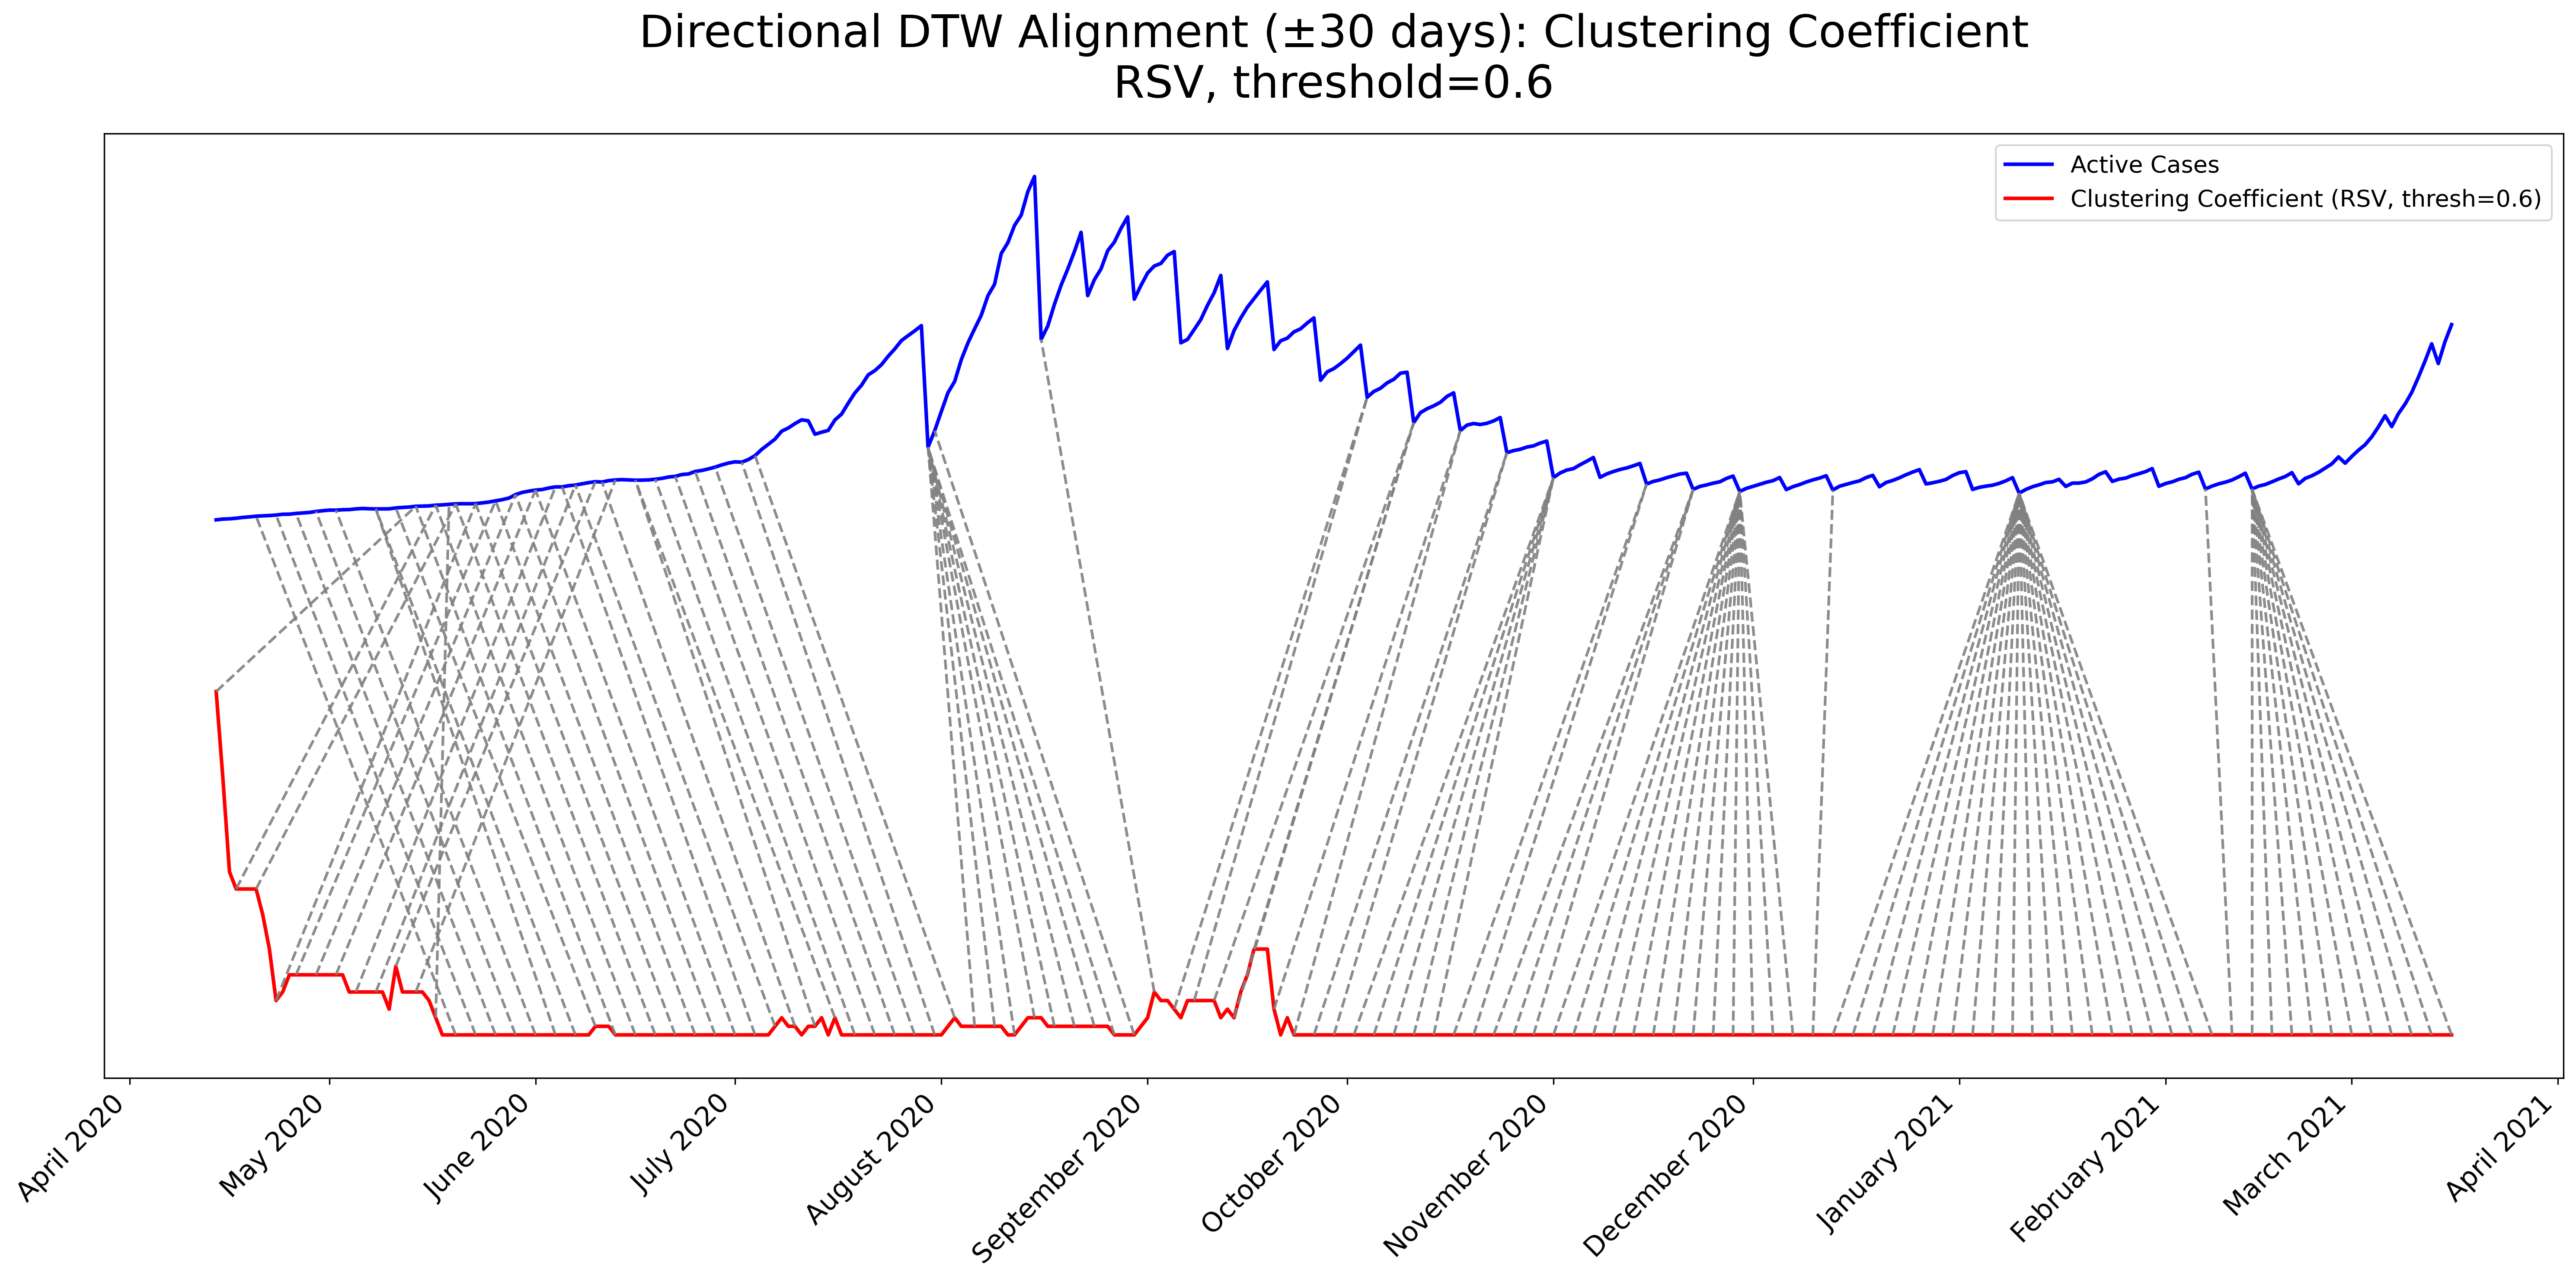 Directional DTW Alignment (±30 days): Clustering Coefficient
RSV, threshold=0.6
Active Cases
Clustering Coefficient (RSV, thresh=0.6)
April 2020
May 2020
June 2020
July 2020
August 2020
September 2020
October 2020
November 2020
December 2020
January 2021
February 2021
March 2021
April 2021